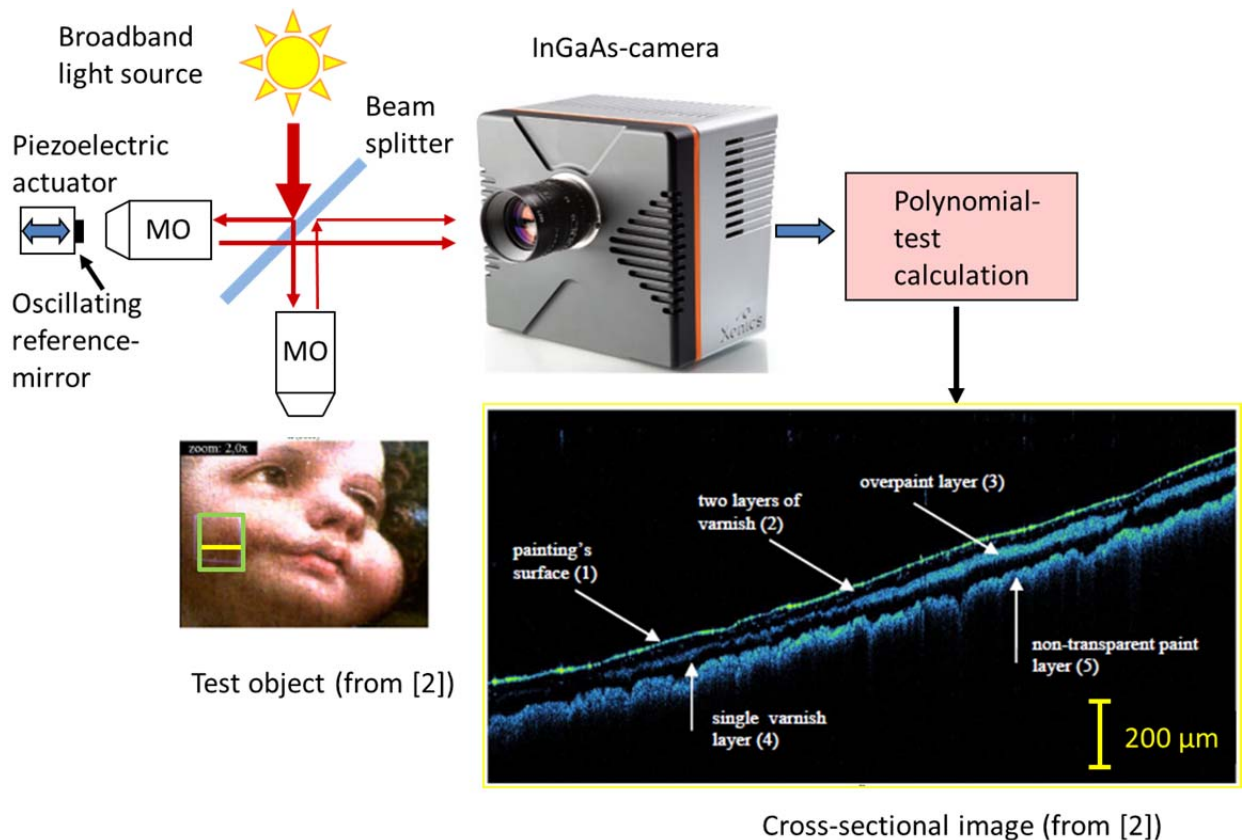 Broadband
light source
InGaAs-camera
Beam
splitter
Piezoelectric
actuator
MO
Oscillating
reference-
mirror
MO
Xenics
Polynomial-
test
calculation
zoom: 2,0x
Test object (from [2])
painting's
surface (1)
two layers of
varnish (2)
overpaint layer (3)
single varnish
layer (4)
non-transparent paint
layer (5)
200 µm
Cross-sectional image (from [2])